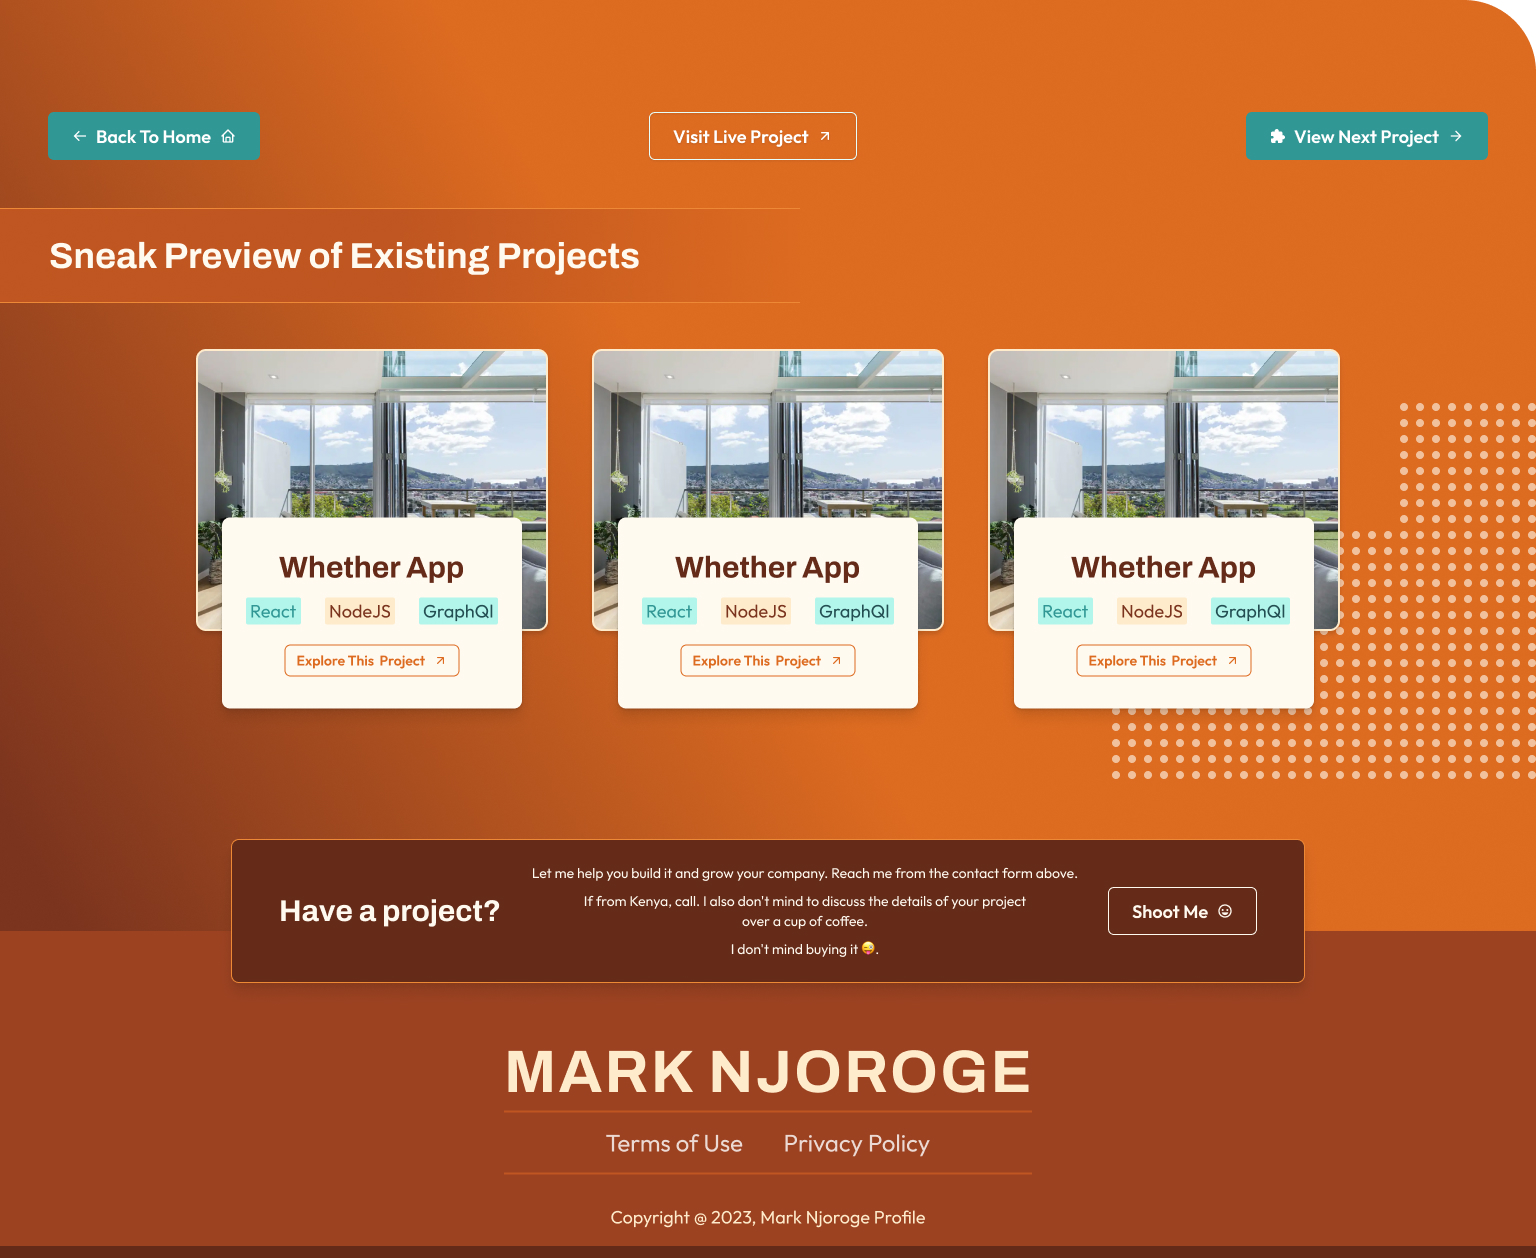 Back To Home
Visit Live Project
View Next Project
Sneak Preview of Existing Projects
Whether App
React NodeJS GraphQl
Explore This Project
Whether App
React NodeJS GraphQl
Explore This Project
Whether App
React NodeJS GraphQl
Explore This Project
Have a project?
Let me help you build it and grow your company. Reach me from the contact form above.
If from Kenya, call. I also don't mind to discuss the details of your project
over a cup of coffee.
I don't mind buying it 😅.
Shoot Me
MARK NJOROGE
Terms of Use Privacy Policy
Copyright @ 2023, Mark Njoroge Profile